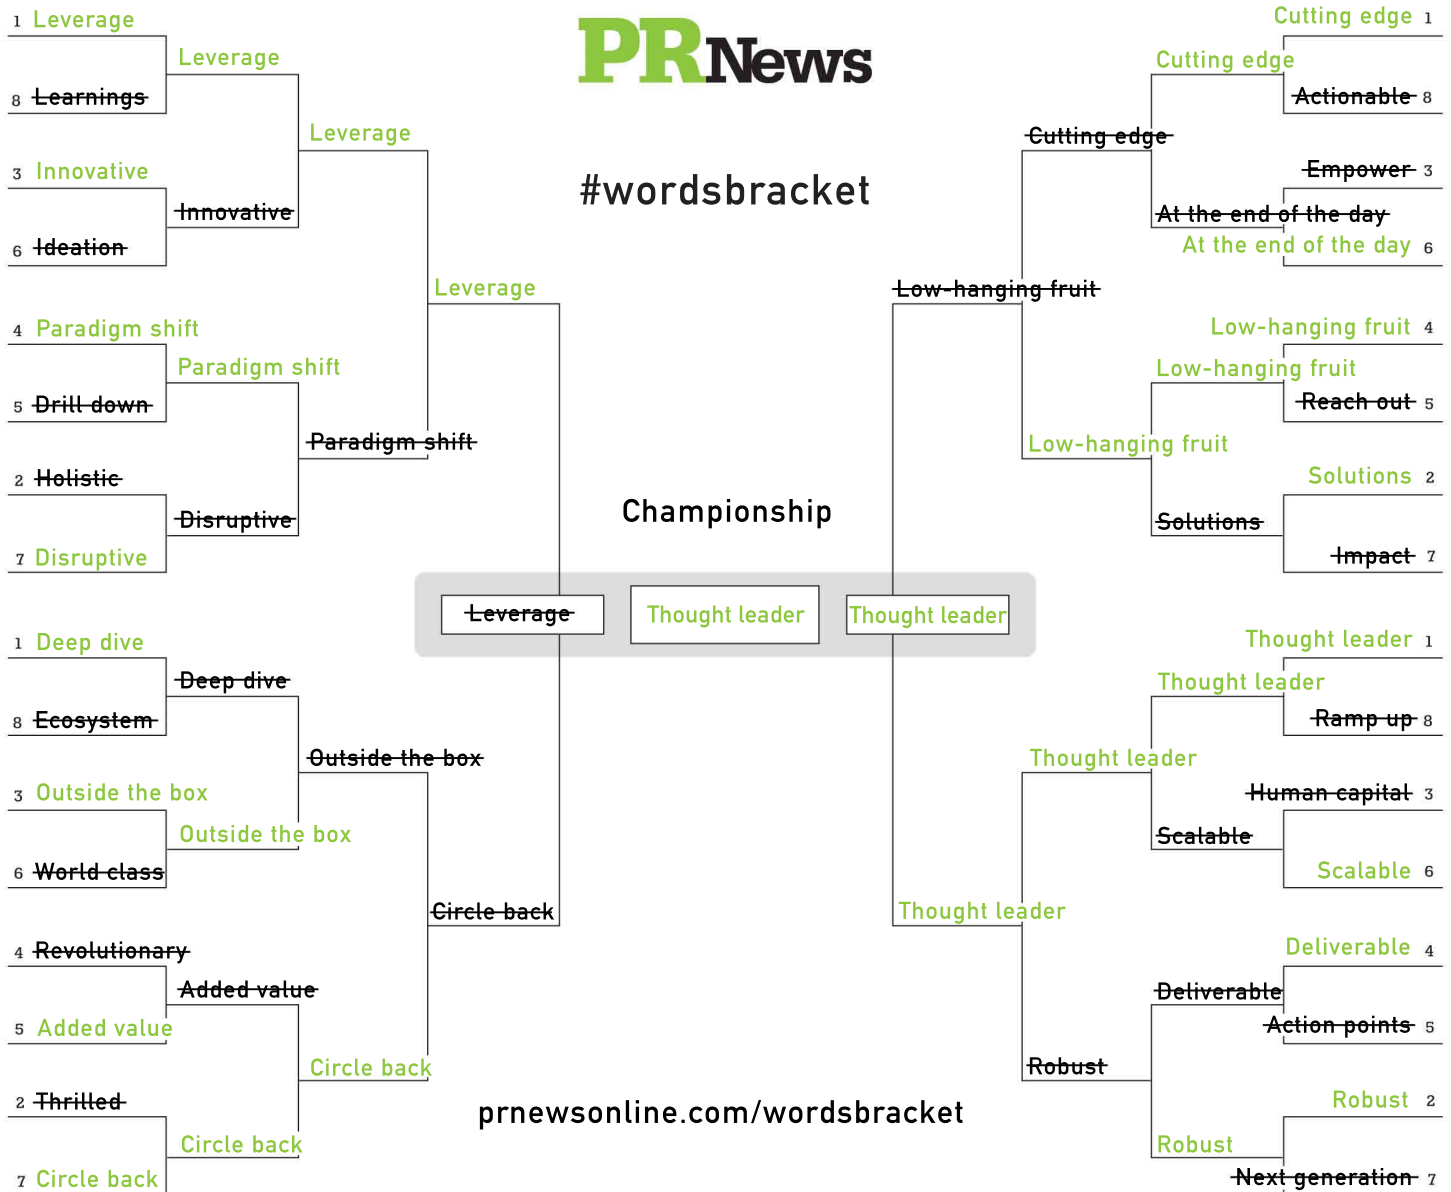 PRNews
#wordsbracket
1 Leverage
Leverage
8 Learnings
Leverage
3 Innovative
Innovative
6 Ideation
Leverage
4 Paradigm shift
Paradigm shift
5 Drill down
Paradigm shift
2 Holistic
Disruptive
7 Disruptive
1 Deep dive
Deep dive
8 Ecosystem
Outside the box
3 Outside the box
Outside the box
6 World class
Circle back
4 Revolutionary
Added value
5 Added value
Circle back
2 Thrilled
Circle back
7 Circle back
Championship
Leverage
Thought leader
Thought leader
Cutting edge 1
Cutting edge
Actionable 8
Cutting edge
Empower 3
At the end of the day
At the end of the day 6
Low-hanging fruit
Low-hanging fruit 4
Low-hanging fruit
Reach out 5
Low-hanging fruit
Solutions 2
Solutions
Impact 7
Thought leader 1
Thought leader
Ramp up 8
Thought leader
Human capital 3
Scalable
Scalable 6
Thought leader
Deliverable 4
Deliverable
Action points 5
Robust
Robust 2
Robust
Next generation 7
prnewsonline.com/wordsbracket